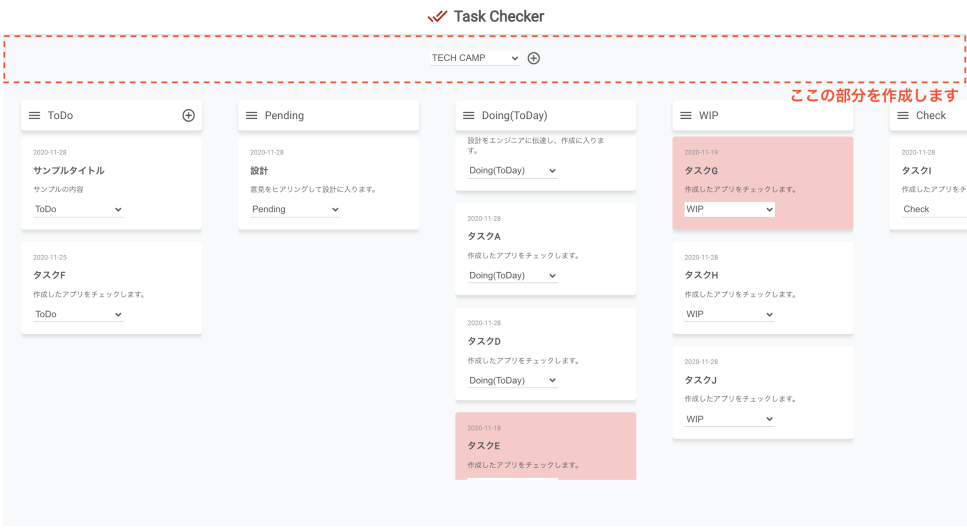 Task Checker
TECH CAMP
ここの部分を作成します
ToDo
2020-11-28
サンプルタイトル
サンプルの内容
ToDo
2020-11-25
タスクF
作成したアプリをチェックします。
ToDo
Pending
2020-11-28
設計
意見をヒアリングして設計に入ります。
Pending
Doing(ToDay)
設計をエンジニアに伝達し、作成に入りま
す。
Doing(ToDay)
2020-11-28
タスクA
作成したアプリをチェックします。
Doing(ToDay)
2020-11-28
タスクD
作成したアプリをチェックします。
Doing(ToDay)
2020-11-18
タスクE
作成したアプリをチェックします。
WIP
2020-11-19
タスクG
作成したアプリをチェックします。
WIP
2020-11-28
タスクH
作成したアプリをチェックします。
WIP
2020-11-28
タスクJ
作成したアプリをチェックします。
WIP
Check
2020-11-28
タスクI
作成したアプリをチ
Check